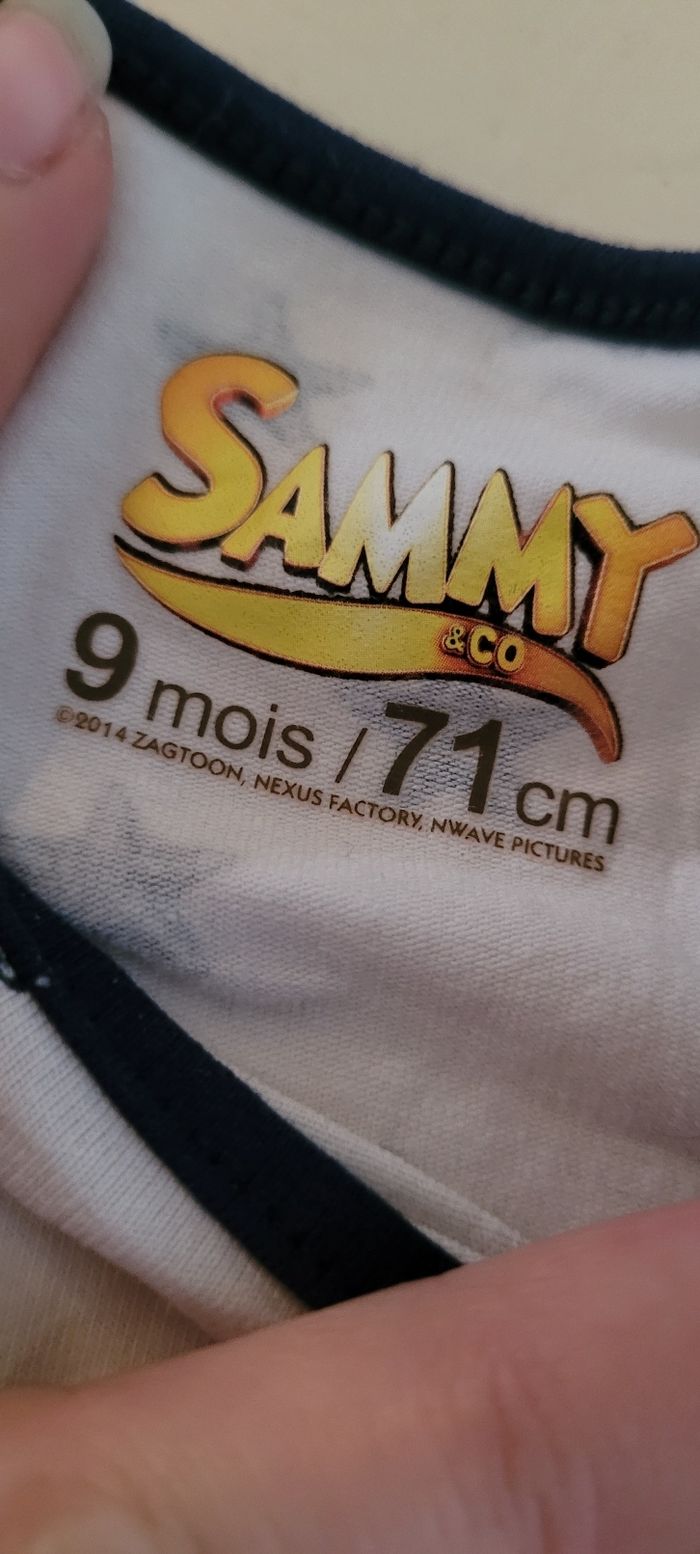 SAMMY
&CO
9 mois / 71 cm
©2014 ZAGTOON, NEXUS FACTORY, NWAVE PICTURES